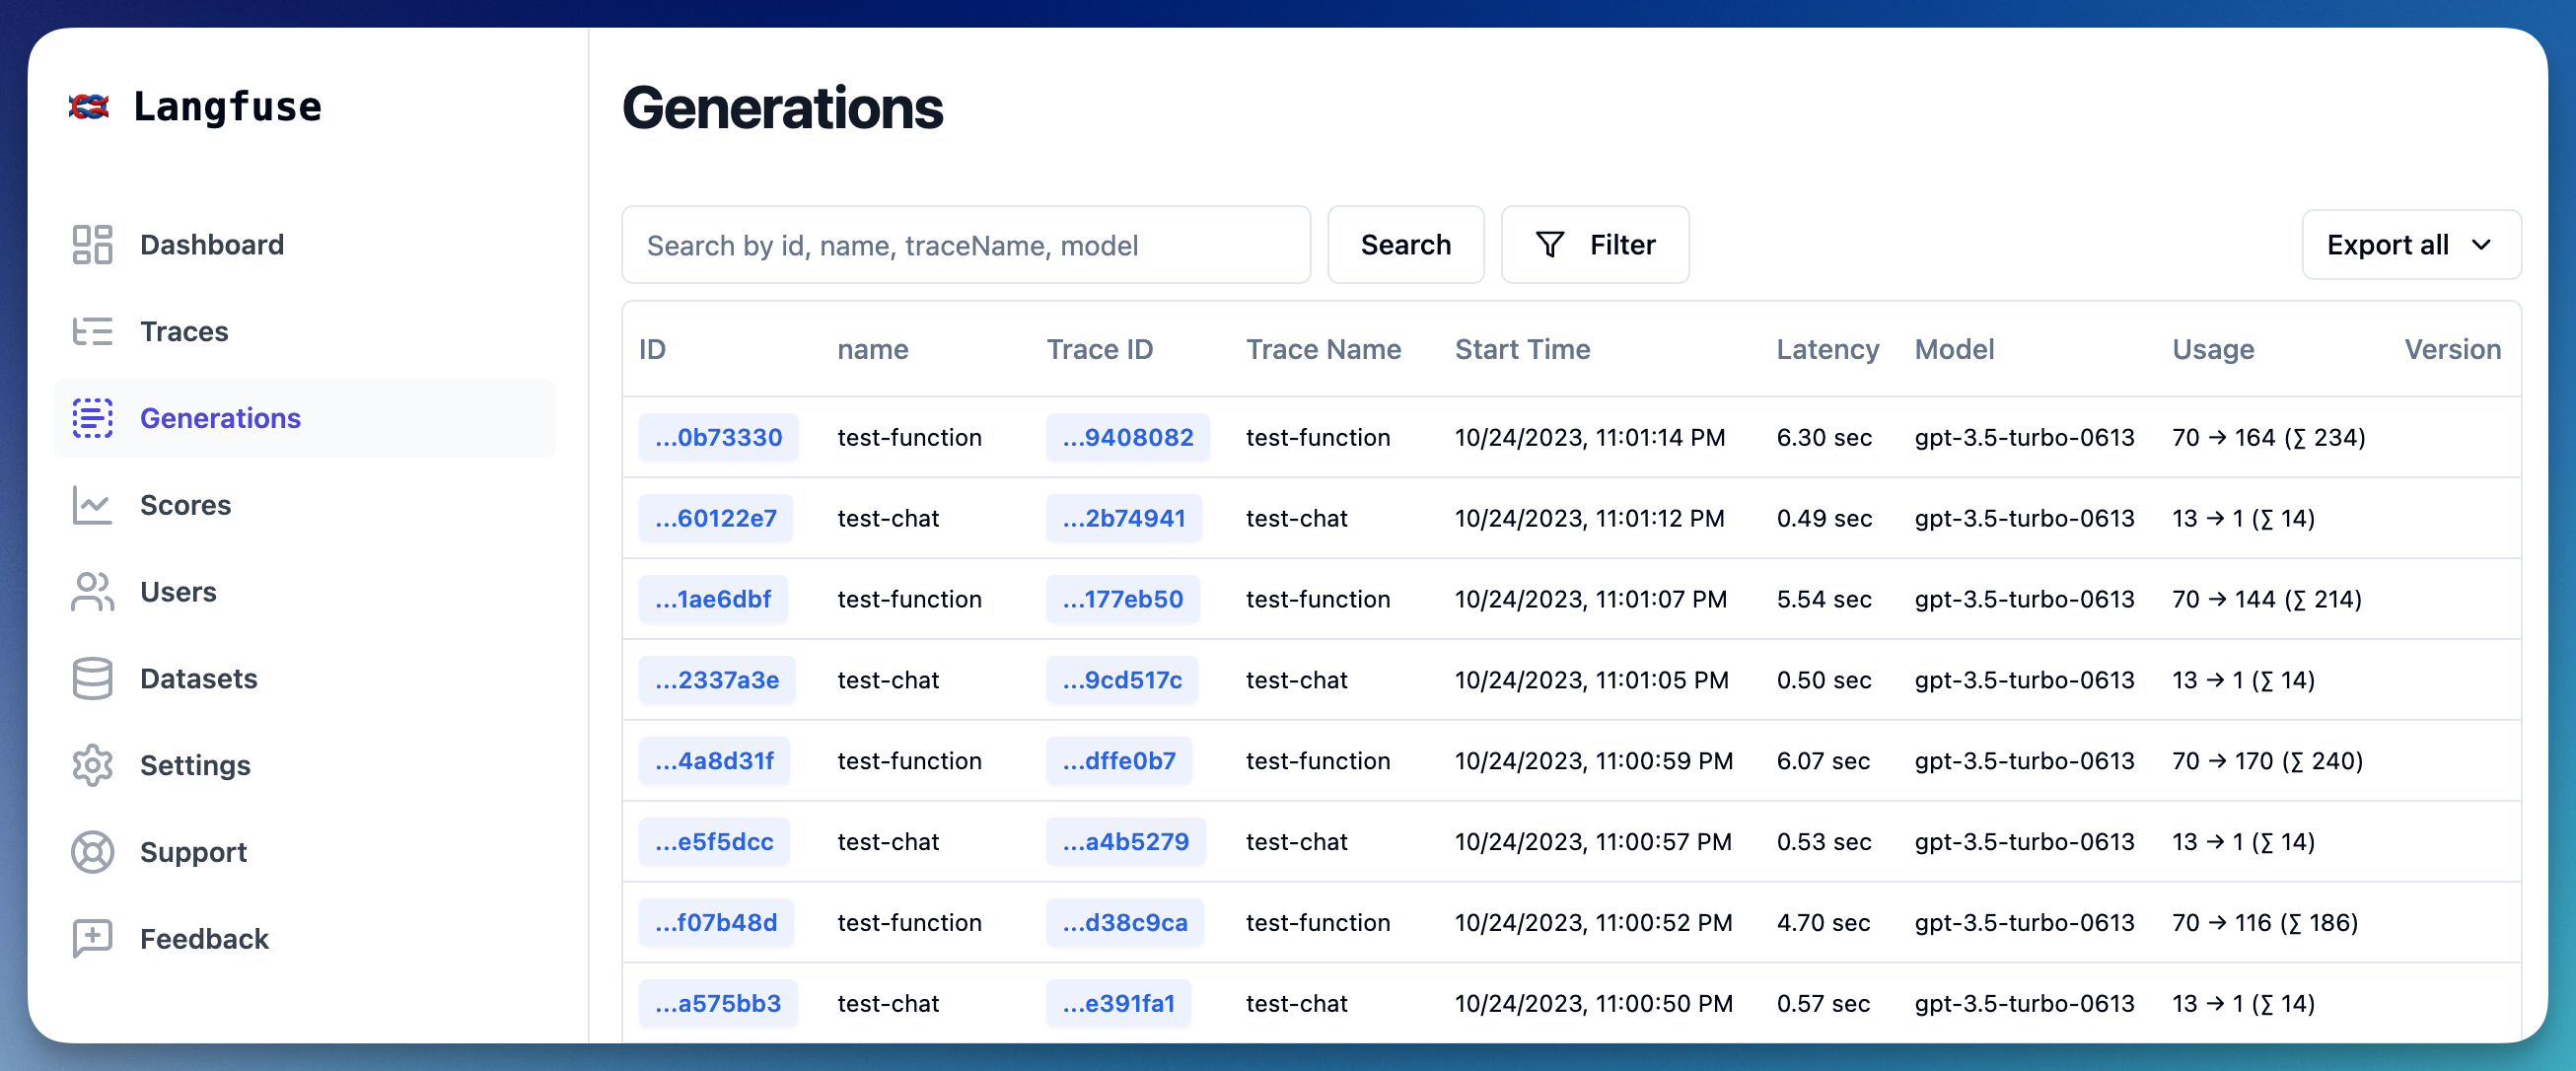 Langfuse
Dashboard
Traces
Generations
Scores
Users
Datasets
Settings
Support
Feedback
Generations
Search by id, name, traceName, model
Search
Filter
Export all
ID name Trace ID Trace Name Start Time Latency Model Usage Version
...0b73330 test-function ...9408082 test-function 10/24/2023, 11:01:14 PM 6.30 sec gpt-3.5-turbo-0613 70 → 164 (∑ 234)
...60122e7 test-chat ...2b74941 test-chat 10/24/2023, 11:01:12 PM 0.49 sec gpt-3.5-turbo-0613 13 → 1 (∑ 14)
...1ae6dbf test-function ...177eb50 test-function 10/24/2023, 11:01:07 PM 5.54 sec gpt-3.5-turbo-0613 70 → 144 (∑ 214)
...2337a3e test-chat ...9cd517c test-chat 10/24/2023, 11:01:05 PM 0.50 sec gpt-3.5-turbo-0613 13 → 1 (∑ 14)
...4a8d31f test-function ...dffe0b7 test-function 10/24/2023, 11:00:59 PM 6.07 sec gpt-3.5-turbo-0613 70 → 170 (∑ 240)
...e5f5dcc test-chat ...a4b5279 test-chat 10/24/2023, 11:00:57 PM 0.53 sec gpt-3.5-turbo-0613 13 → 1 (∑ 14)
...f07b48d test-function ...d38c9ca test-function 10/24/2023, 11:00:52 PM 4.70 sec gpt-3.5-turbo-0613 70 → 116 (∑ 186)
...a575bb3 test-chat ...e391fa1 test-chat 10/24/2023, 11:00:50 PM 0.57 sec gpt-3.5-turbo-0613 13 → 1 (∑ 14)